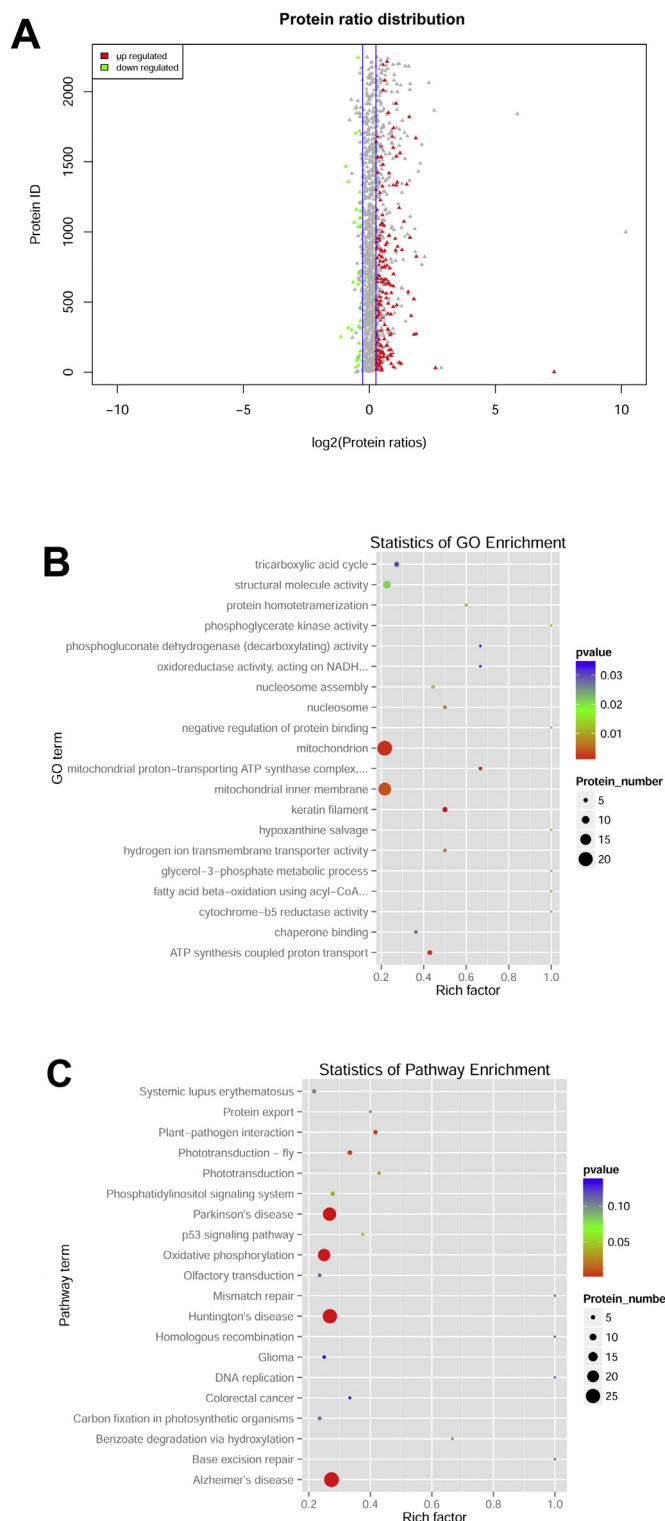 A
Protein ratio distribution
up regulated
down regulated
Protein ID
2000
1500
1000
500
0
−10
−5
0
5
10
log2(Protein ratios)
B
Statistics of GO Enrichment
GO term
tricarboxylic acid cycle
structural molecule activity
protein homotetramerization
phosphoglycerate kinase activity
phosphogluconate dehydrogenase (decarboxylating) activity
oxidoreductase activity, acting on NADH...
nucleosome assembly
nucleosome
negative regulation of protein binding
mitochondrion
mitochondrial proton−transporting ATP synthase complex,...
mitochondrial inner membrane
keratin filament
hypoxanthine salvage
hydrogen ion transmembrane transporter activity
glycerol−3−phosphate metabolic process
fatty acid beta−oxidation using acyl−CoA...
cytochrome−b5 reductase activity
chaperone binding
ATP synthesis coupled proton transport
0.2
0.4
0.6
0.8
1.0
Rich factor
pvalue
0.03
0.02
0.01
Protein_number
5
10
15
20
C
Statistics of Pathway Enrichment
Pathway term
Systemic lupus erythematosus
Protein export
Plant−pathogen interaction
Phototransduction − fly
Phototransduction
Phosphatidylinositol signaling system
Parkinson's disease
p53 signaling pathway
Oxidative phosphorylation
Olfactory transduction
Mismatch repair
Huntington's disease
Homologous recombination
Glioma
DNA replication
Colorectal cancer
Carbon fixation in photosynthetic organisms
Benzoate degradation via hydroxylation
Base excision repair
Alzheimer's disease
0.2
0.4
0.6
0.8
1.0
Rich factor
pvalue
0.10
0.05
Protein_number
5
10
15
20
25